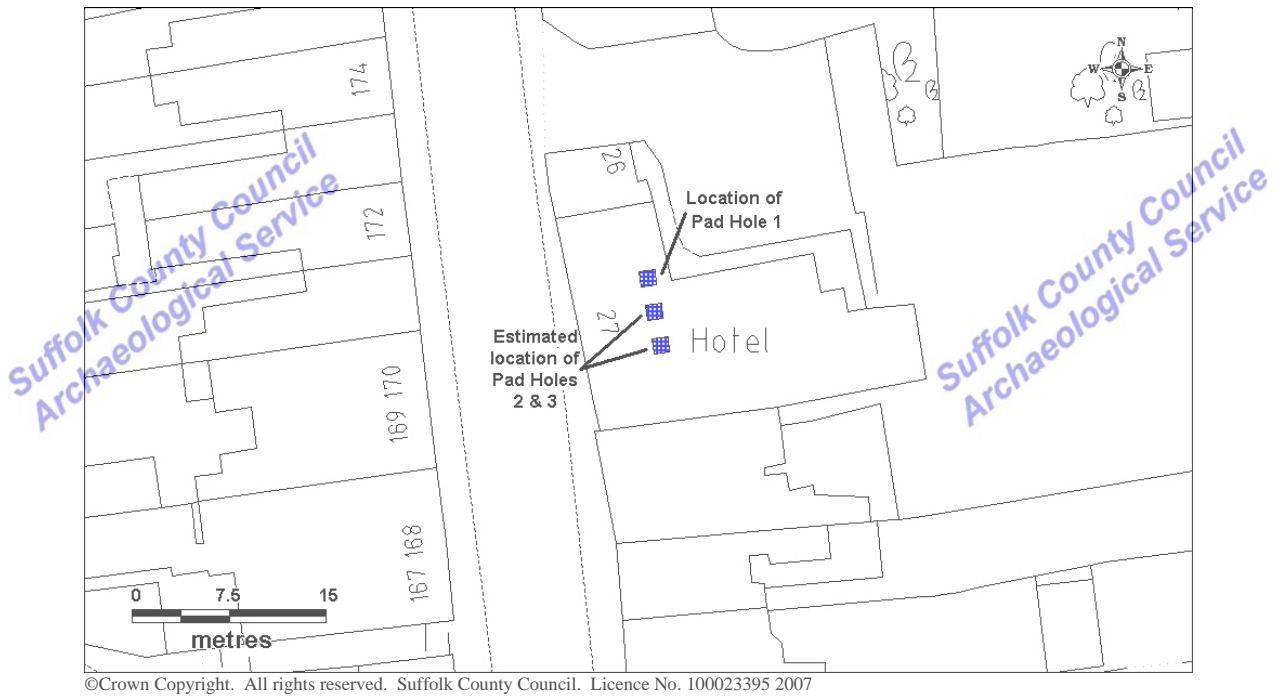 N
W E
S
174
26
Location of
Pad Hole 1
172
Suffolk County Council
Archaeological Service
Suffolk County Council
Archaeological Service
27
Hotel
Estimated
location of
Pad Holes
2 & 3
169 170
167 168
0 7.5 15
metres
©Crown Copyright. All rights reserved. Suffolk County Council. Licence No. 100023395 2007